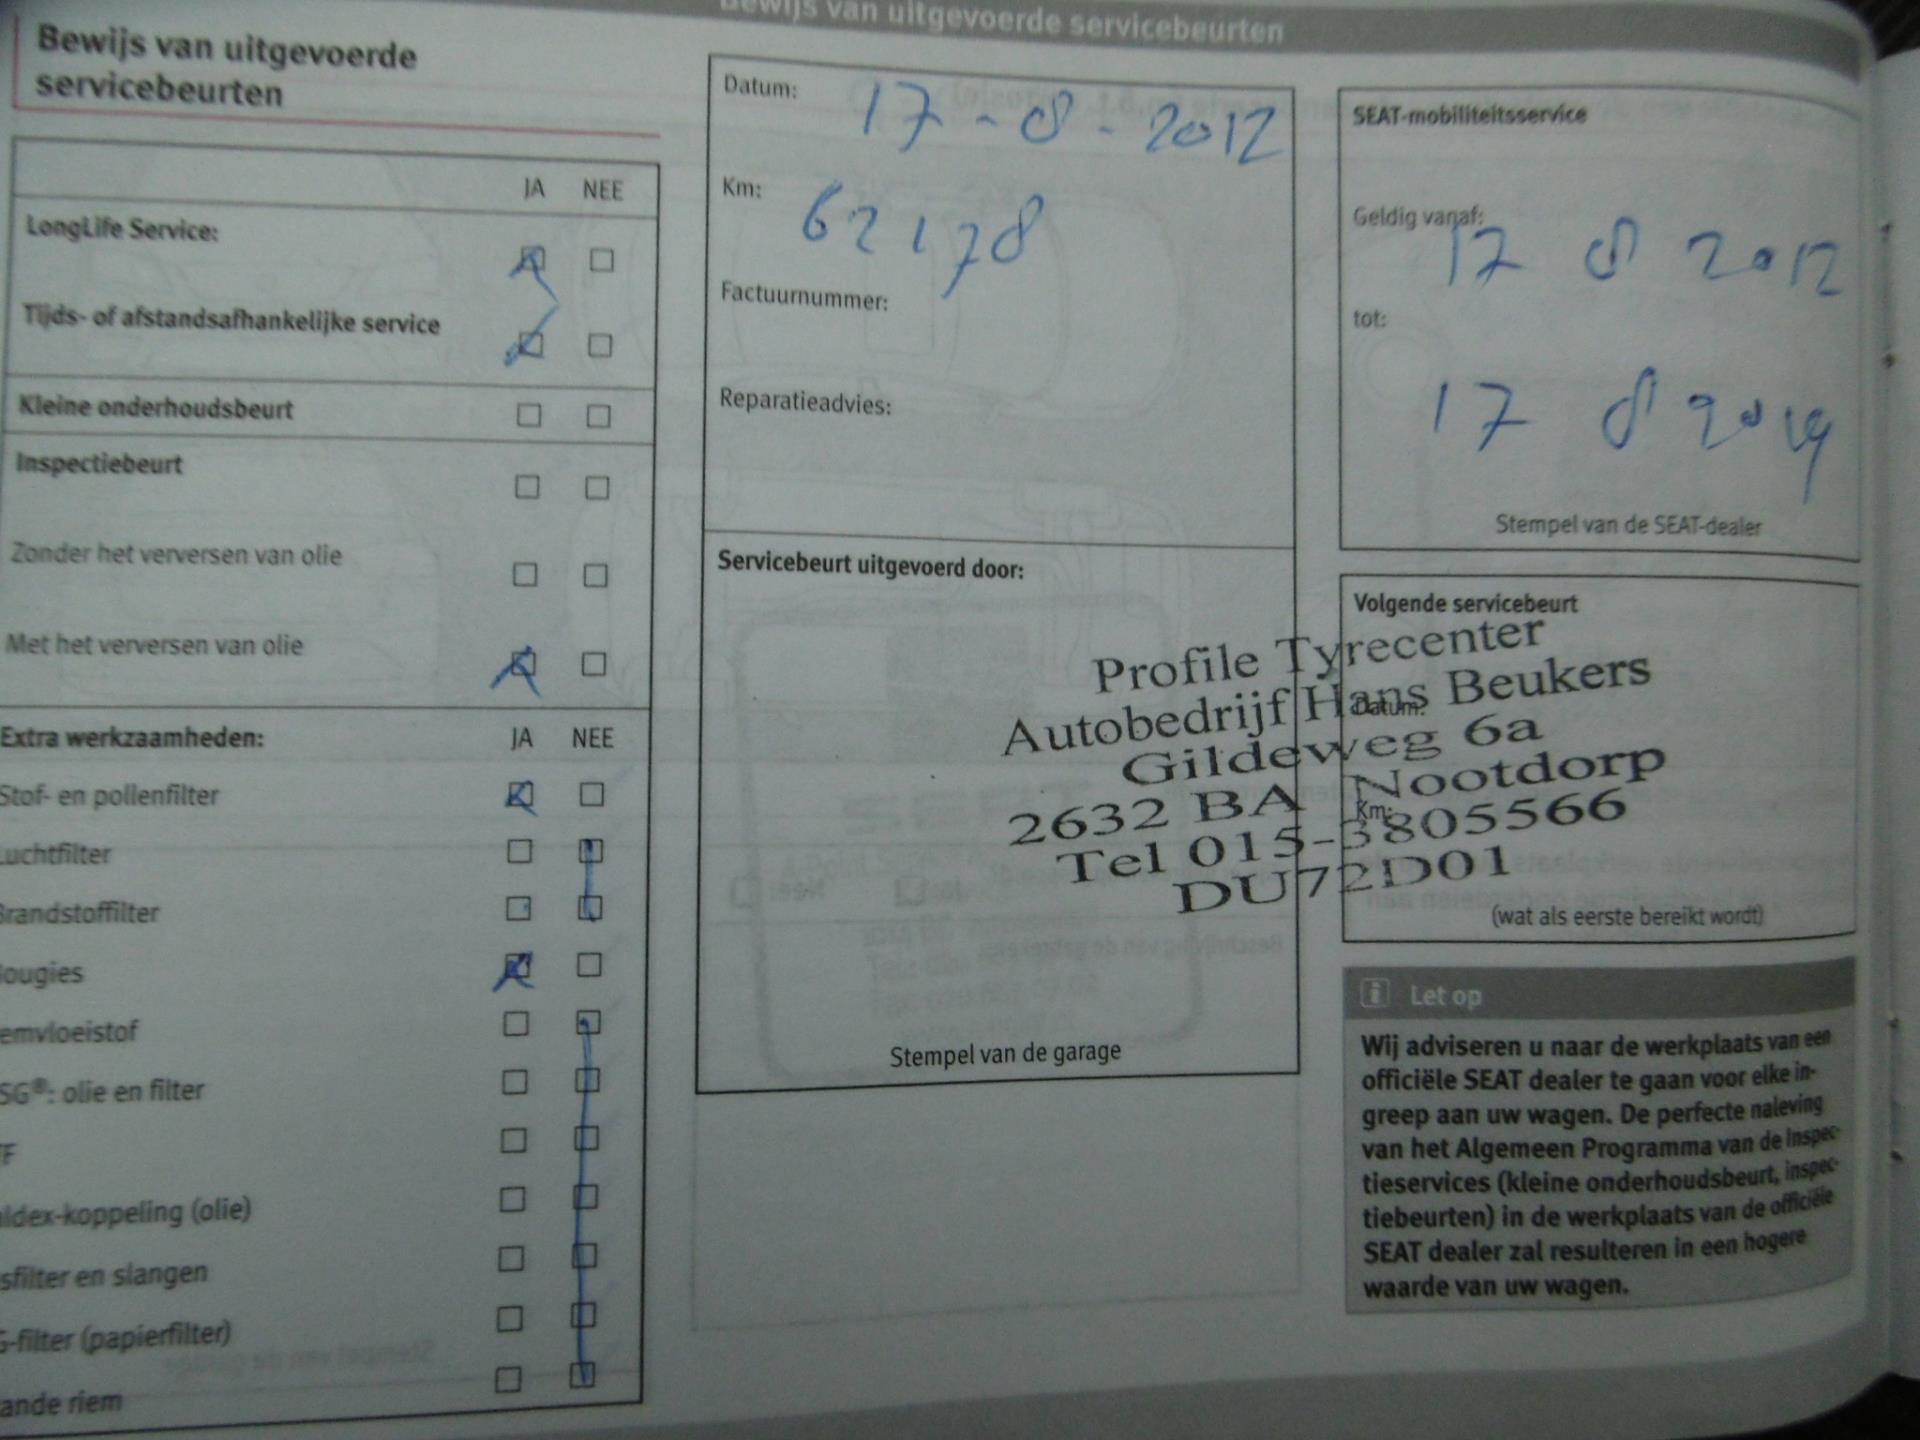 Bewijs van uitgevoerde servicebeurten
Bewijs van uitgevoerde
servicebeurten
JA NEE
LongLife Service:
Tijds- of afstandsafhankelijke service
Kleine onderhoudsbeurt
Inspectiebeurt
Zonder het verversen van olie
Met het verversen van olie
Extra werkzaamheden: JA NEE
Stof- en pollenfilter
Luchtfilter
Brandstoffilter
ougies
emvloeistof
SG®: olie en filter
TF
aldex-koppeling (olie)
sfilter en slangen
G-filter (papierfilter)
ande riem
Datum: 17-8-2012
Km: 62178
Factuurnummer:
Reparatieadvies:
Servicebeurt uitgevoerd door:
Profile Tyrecenter
Autobedrijf Hans Beukers
Gildeweg 6a
2632 BA Nootdorp
Tel 015-3805566
DU72D01
Stempel van de garage
SEAT-mobiliteitsservice
Geldig vanaf:
17 8 2012
tot:
17 8 2019
Stempel van de SEAT-dealer
Volgende servicebeurt
Datum:
Km:
(wat als eerste bereikt wordt)
i Let op
Wij adviseren u naar de werkplaats van een
officiële SEAT dealer te gaan voor elke in-
greep aan uw wagen. De perfecte naleving
van het Algemeen Programma van de inspec-
tieservices (kleine onderhoudsbeurt, inspec-
tiebeurten) in de werkplaats van de officiële
SEAT dealer zal resulteren in een hogere
waarde van uw wagen.